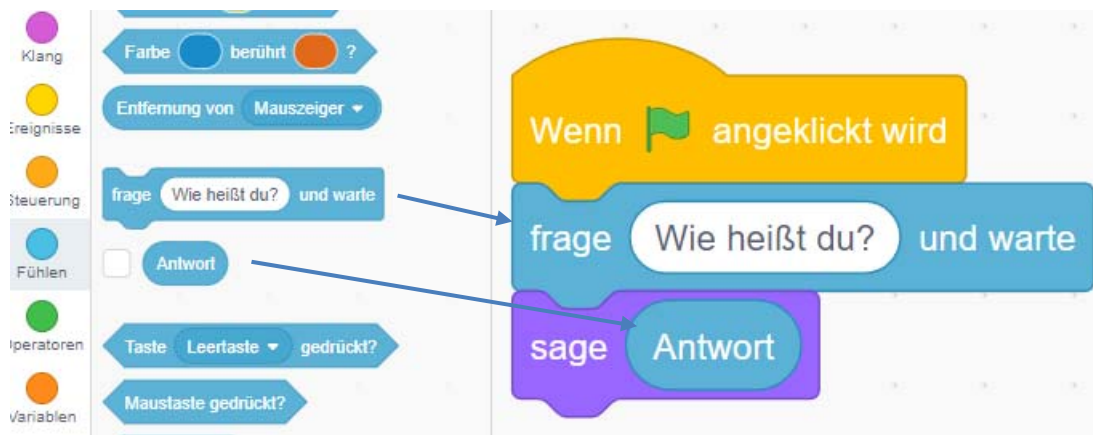 Klang
Ereignisse
Steuerung
Fühlen
Operatoren
Variablen
Farbe berührt ?
Entfernung von Mauszeiger
frage Wie heißt du? und warte
Antwort
Taste Leertaste gedrückt?
Maustaste gedrückt?
Wenn angeklickt wird
frage Wie heißt du? und warte
sage Antwort